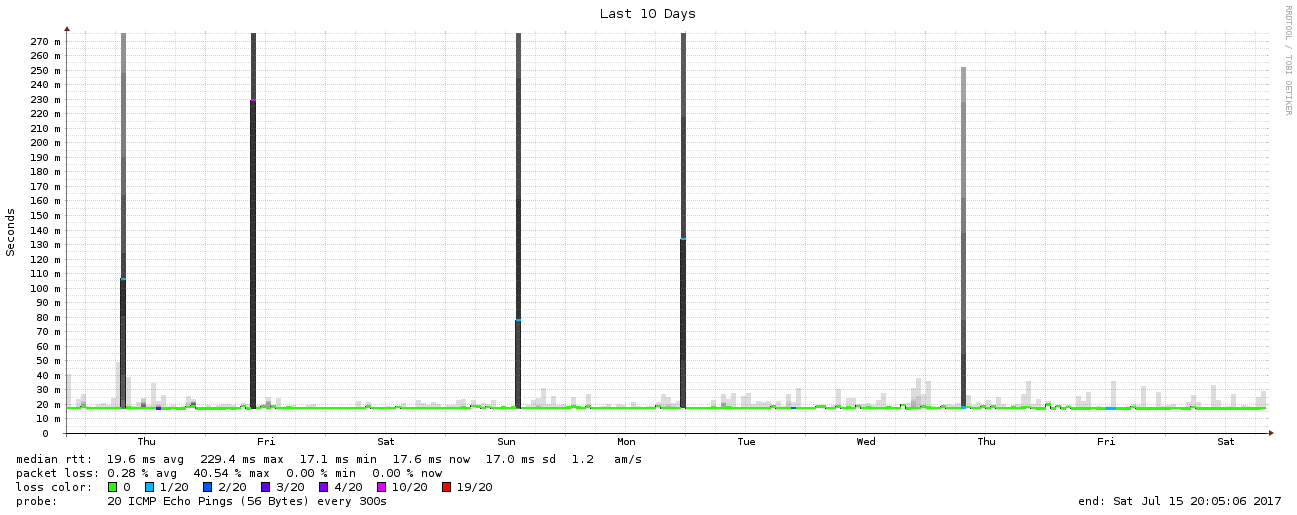 Last 10 Days
RRDTOOL / TOBI OETIKER
Seconds
270 m
260 m
250 m
240 m
230 m
220 m
210 m
200 m
190 m
180 m
170 m
160 m
150 m
140 m
130 m
120 m
110 m
100 m
90 m
80 m
70 m
60 m
50 m
40 m
30 m
20 m
10 m
0
Thu Fri Sat Sun Mon Tue Wed Thu Fri Sat
median rtt: 19.6 ms avg 229.4 ms max 17.1 ms min 17.6 ms now 17.0 ms sd 1.2 am/s
packet loss: 0.28 % avg 40.54 % max 0.00 % min 0.00 % now
loss color: 0 1/20 2/20 3/20 4/20 10/20 19/20
probe: 20 ICMP Echo Pings (56 Bytes) every 300s end: Sat Jul 15 20:05:06 2017